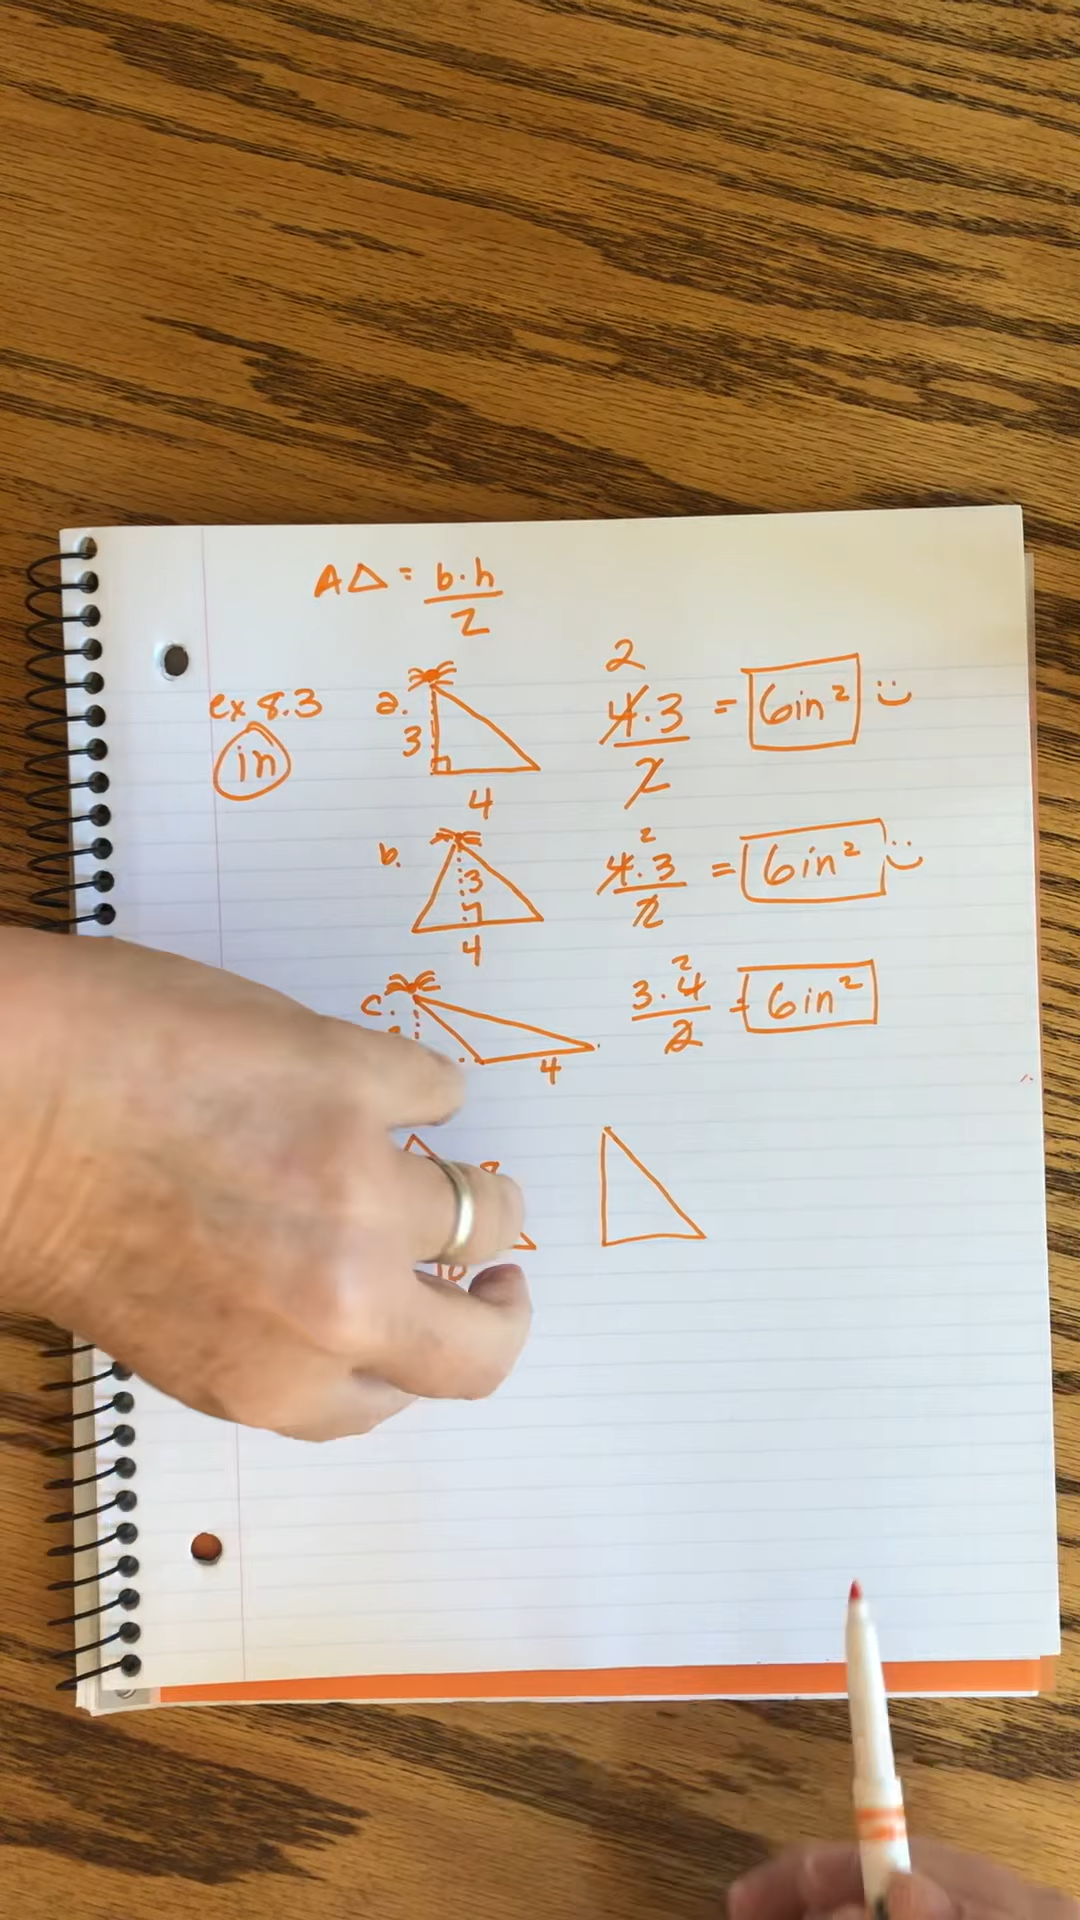 A△ = b·h/2
ex 8.3
in
a.
3
4
2
4·3/2 = 6in²
b.
3
4
2
4·3/2 = 6in²
c.
4
2
3·4/2 = 6in²
10